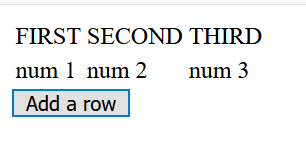 FIRST SECOND THIRD
num 1 num 2 num 3
Add a row